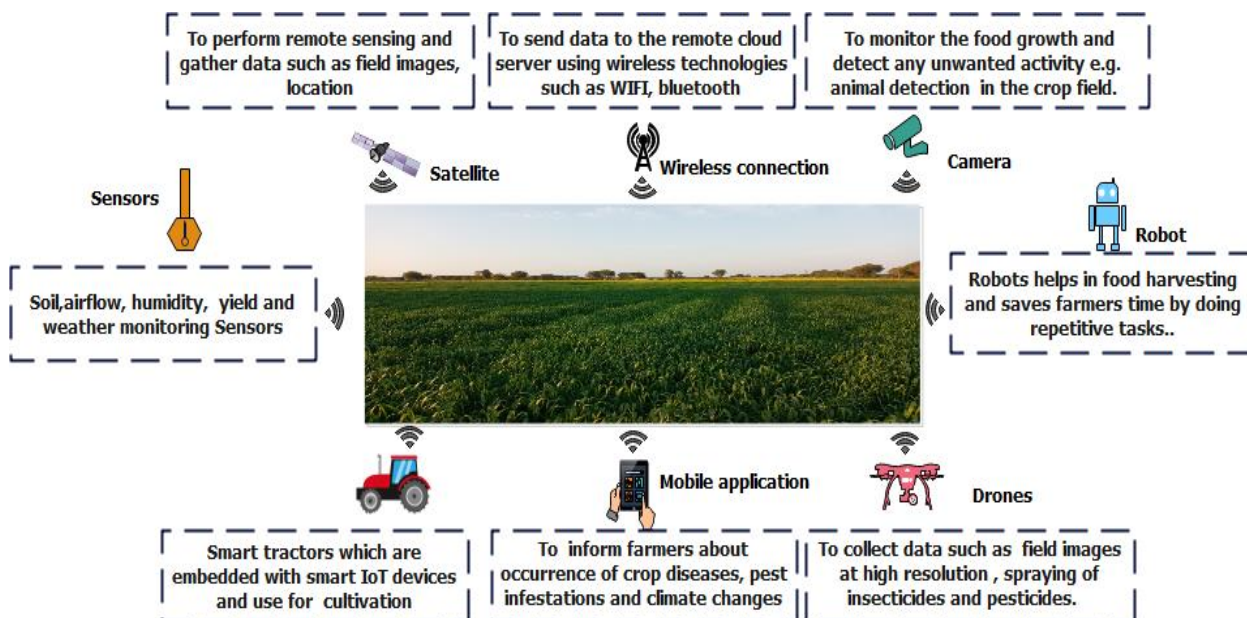 To perform remote sensing and
gather data such as field images,
location
To send data to the remote cloud
server using wireless technologies
such as WIFI, bluetooth
To monitor the food growth and
detect any unwanted activity e.g.
animal detection in the crop field.
Satellite
Wireless connection
Camera
Sensors
Robot
Soil,airflow, humidity, yield and
weather monitoring Sensors
Robots helps in food harvesting
and saves farmers time by doing
repetitive tasks..
Mobile application
Drones
Smart tractors which are
embedded with smart IoT devices
and use for cultivation
To inform farmers about
occurrence of crop diseases, pest
infestations and climate changes
To collect data such as field images
at high resolution , spraying of
insecticides and pesticides.